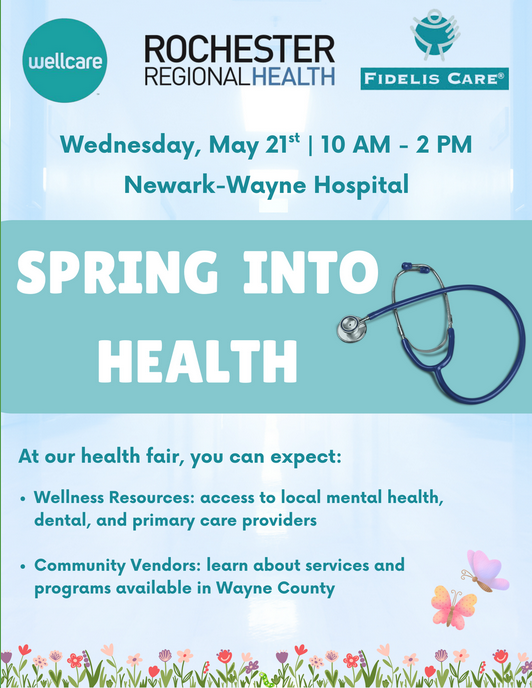 wellcare
ROCHESTER
REGIONALHEALTH
FIDELIS CARE®
Wednesday, May 21st | 10 AM - 2 PM
Newark-Wayne Hospital
SPRING INTO
HEALTH
At our health fair, you can expect:
• Wellness Resources: access to local mental health,
dental, and primary care providers
• Community Vendors: learn about services and
programs available in Wayne County